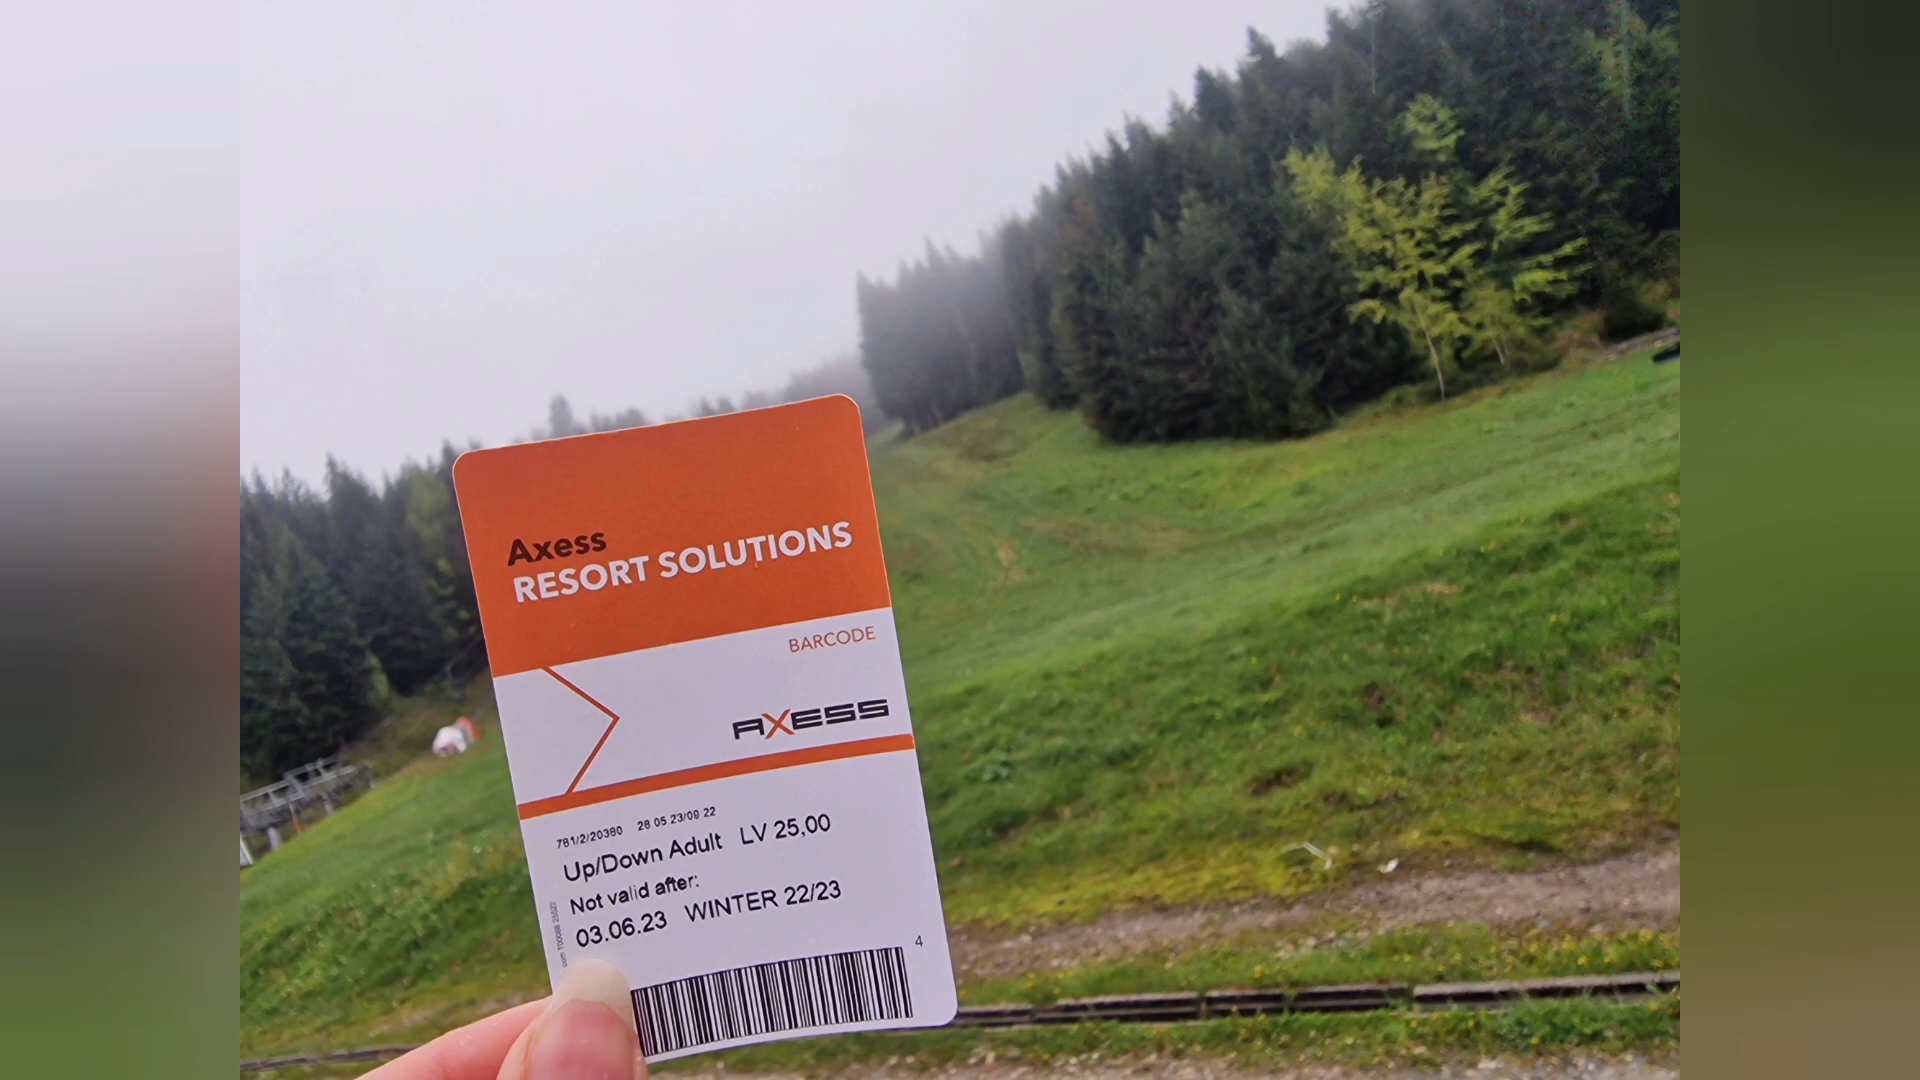 Axess
RESORT SOLUTIONS
BARCODE
AXESS
781/2/20380 28 05 23/09 22
Up/Down Adult LV 25,00
Not valid after:
03.06.23 WINTER 22/23
4